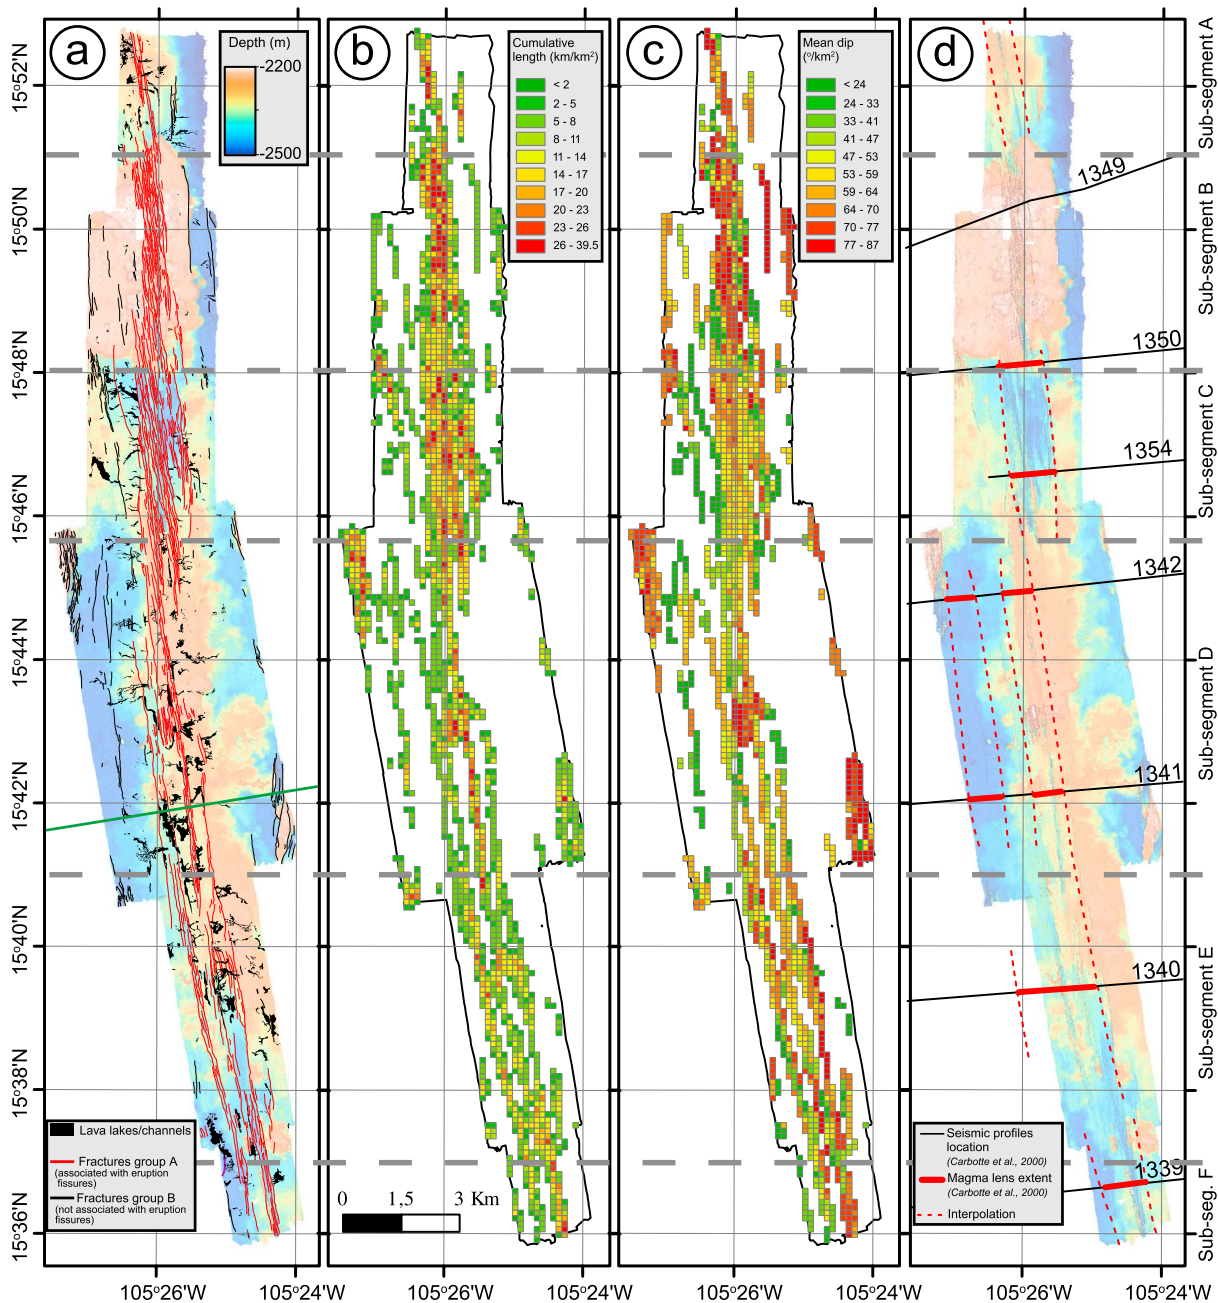 a
Depth (m)
-2200
-2500
b
Cumulative
length (km/km²)
< 2
2 - 5
5 - 8
8 - 11
11 - 14
14 - 17
17 - 20
20 - 23
23 - 26
26 - 39.5
c
Mean dip
(°/km²)
< 24
24 - 33
33 - 41
41 - 47
47 - 53
53 - 59
59 - 64
64 - 70
70 - 77
77 - 87
d
15°52'N
15°50'N
15°48'N
15°46'N
15°44'N
15°42'N
15°40'N
15°38'N
15°36'N
Sub-segment A
Sub-segment B
Sub-segment C
Sub-segment D
Sub-segment E
Sub-seg. F
1349
1350
1354
1342
1341
1340
1339
Lava lakes/channels
Fractures group A
(associated with eruption
fissures)
Fractures group B
(not associated with eruption
fissures)
0 1,5 3 Km
Seismic profiles
location
(Carbotte et al., 2000)
Magma lens extent
(Carbotte et al., 2000)
Interpolation
105°26'W 105°24'W 105°26'W 105°24'W 105°26'W 105°24'W 105°26'W 105°24'W